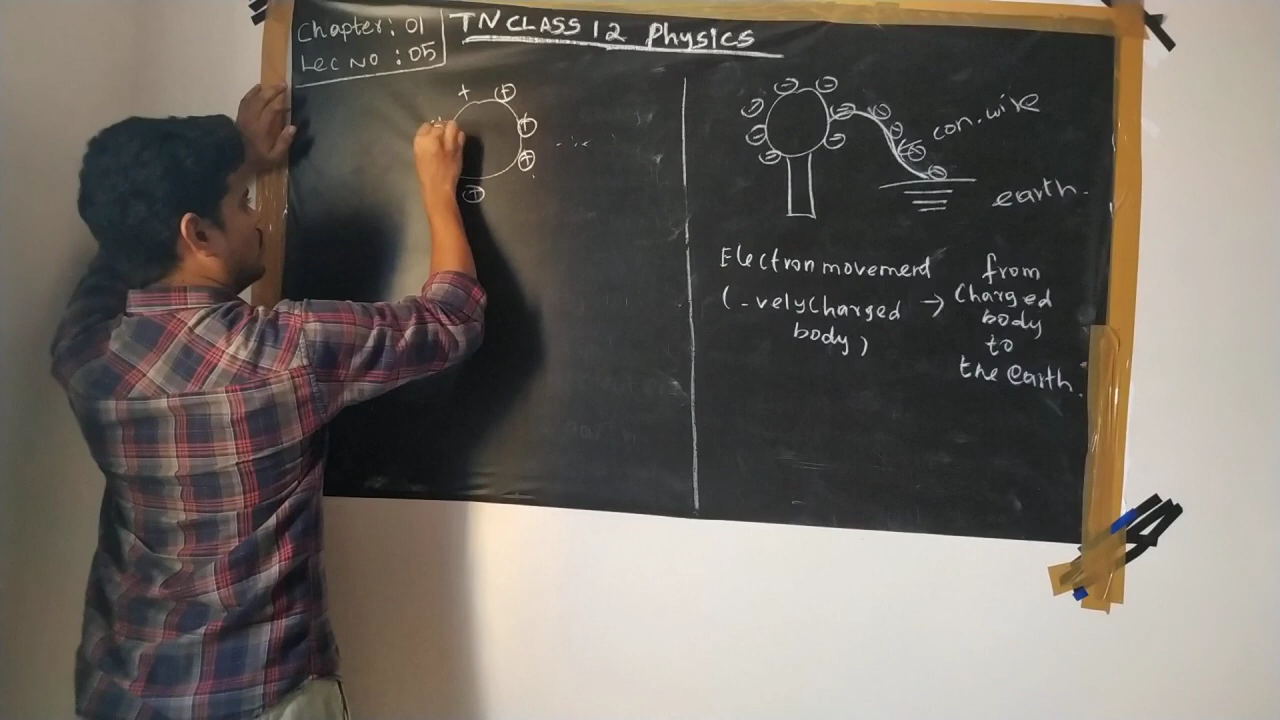 Chapter: 01
Lec No : 05
TN CLASS 12 Physics
con. wire
earth.
Electron movement
(-vely Charged body)
→ from Charged body to the earth.